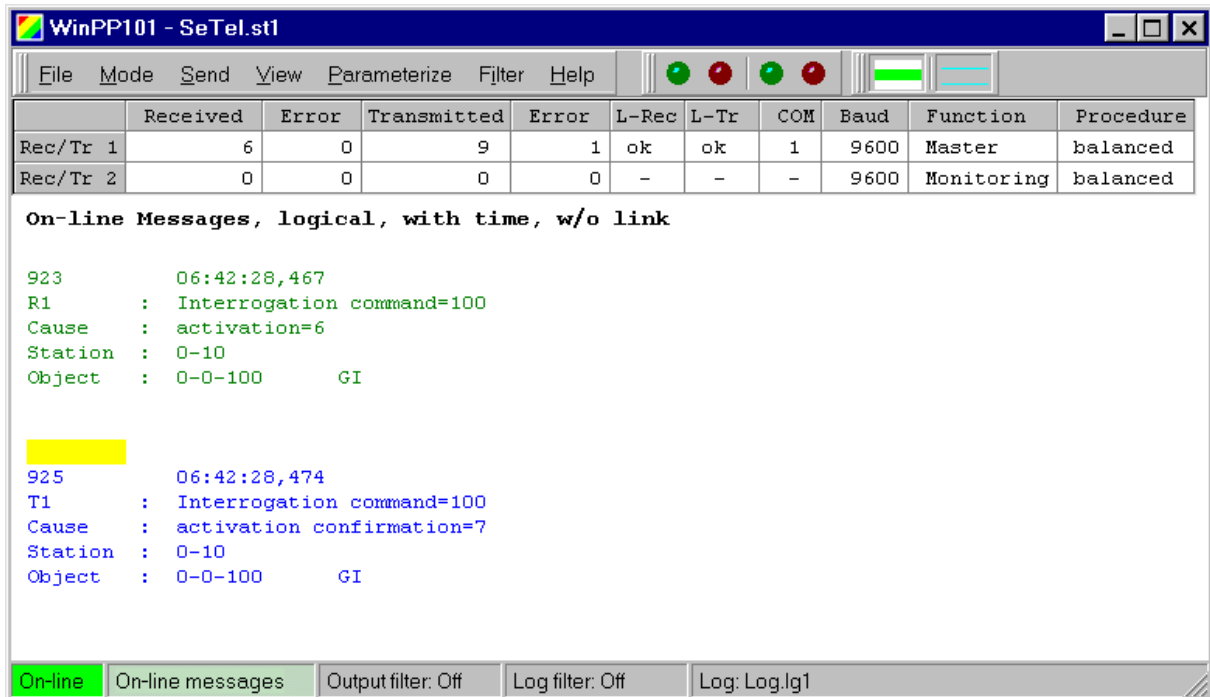 WinPP101 - SeTel.st1
File Mode Send View Parameterize Filter Help
Received Error Transmitted Error L-Rec L-Tr COM Baud Function Procedure
Rec/Tr 1 6 0 9 1 ok ok 1 9600 Master balanced
Rec/Tr 2 0 0 0 0 - - - 9600 Monitoring balanced
On-line Messages, logical, with time, w/o link
923 06:42:28,467
R1 : Interrogation command=100
Cause : activation=6
Station : 0-10
Object : 0-0-100 GI
925 06:42:28,474
T1 : Interrogation command=100
Cause : activation confirmation=7
Station : 0-10
Object : 0-0-100 GI
On-line On-line messages Output filter: Off Log filter: Off Log: Log.lg1